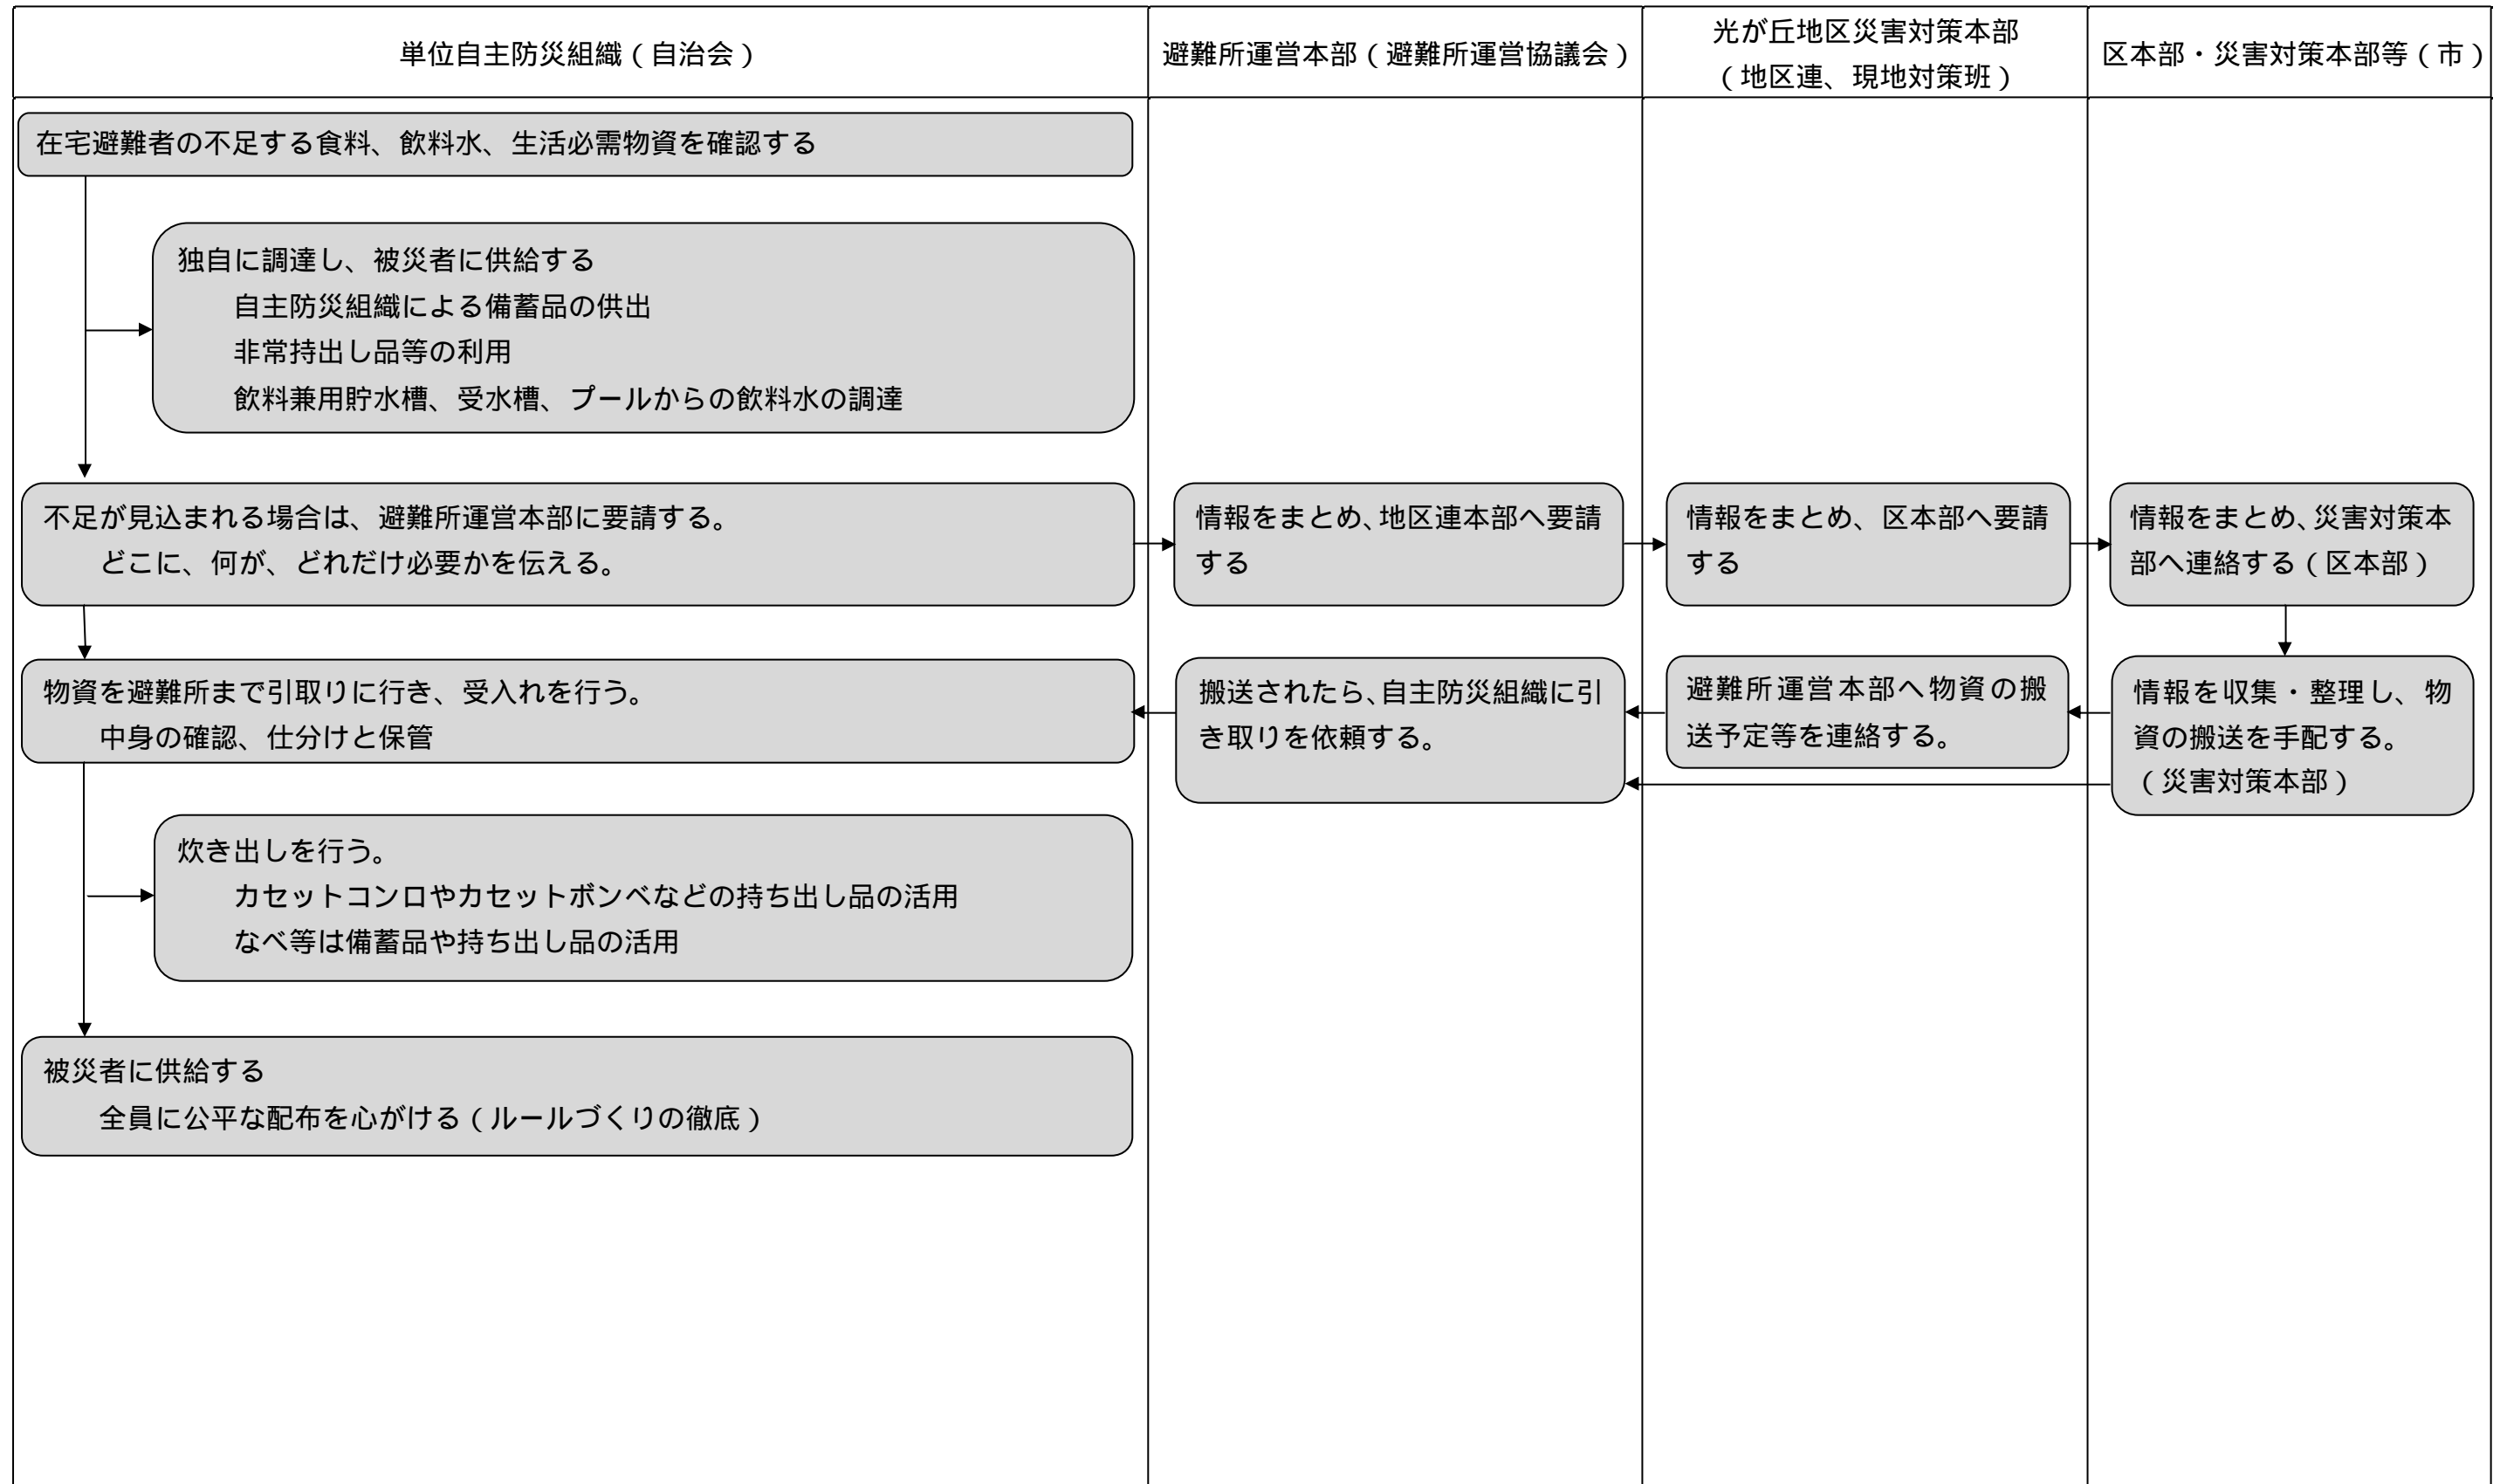 単位自主防災組織（自治会）
避難所運営本部（避難所運営協議会）
光が丘地区災害対策本部
（地区連、現地対策班）
区本部・災害対策本部等（市）
在宅避難者の不足する食料、飲料水、生活必需物資を確認する
独自に調達し、被災者に供給する
自主防災組織による備蓄品の供出
非常持出し品等の利用
飲料兼用貯水槽、受水槽、プールからの飲料水の調達
不足が見込まれる場合は、避難所運営本部に要請する。
どこに、何が、どれだけ必要かを伝える。
情報をまとめ、地区連本部へ要請
する
情報をまとめ、区本部へ要請
する
情報をまとめ、災害対策本
部へ連絡する（区本部）
物資を避難所まで引取りに行き、受入れを行う。
中身の確認、仕分けと保管
搬送されたら、自主防災組織に引
き取りを依頼する。
避難所運営本部へ物資の搬
送予定等を連絡する。
情報を収集・整理し、物
資の搬送を手配する。
（災害対策本部）
炊き出しを行う。
カセットコンロやカセットボンベなどの持ち出し品の活用
なべ等は備蓄品や持ち出し品の活用
被災者に供給する
全員に公平な配布を心がける（ルールづくりの徹底）